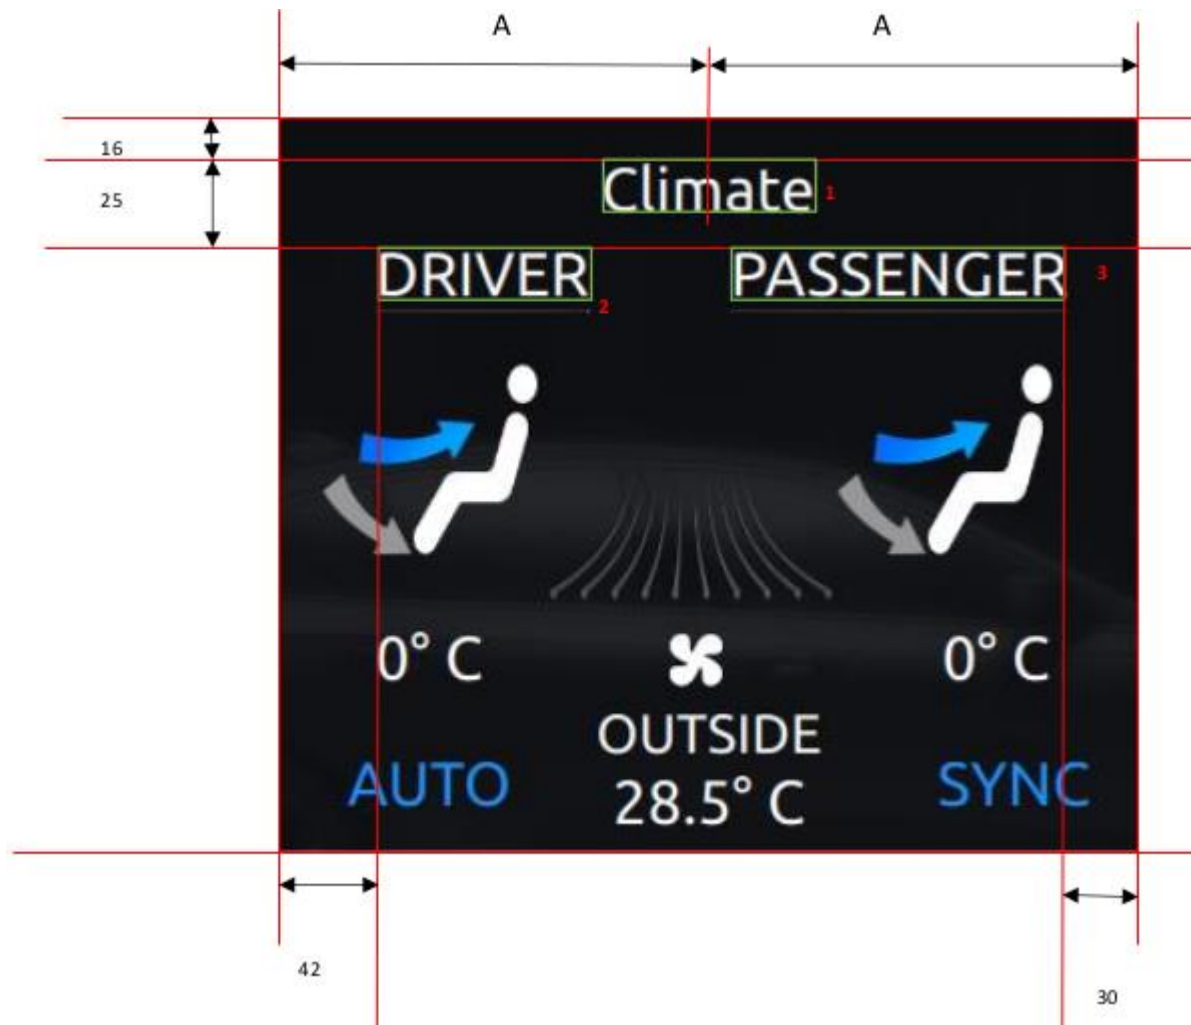 A A
16
25
Climate 1
DRIVER PASSENGER 3
2
0° C 0° C
OUTSIDE
AUTO 28.5° C SYNC
42
30